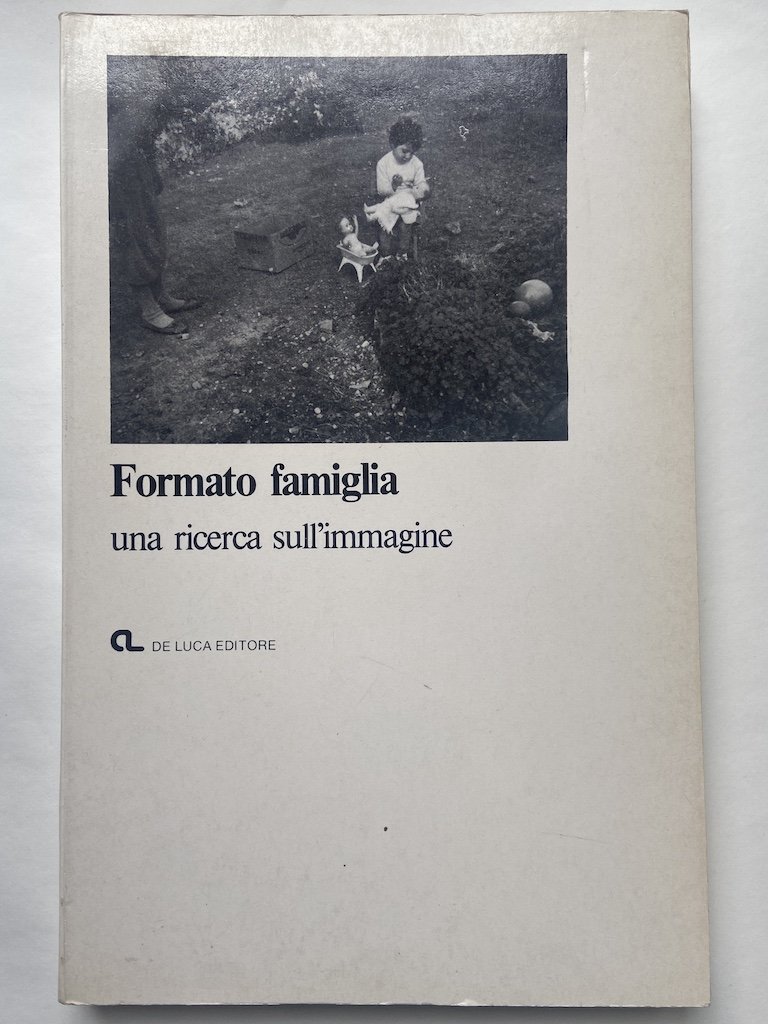 Formato famiglia
una ricerca sull'immagine
DE LUCA EDITORE